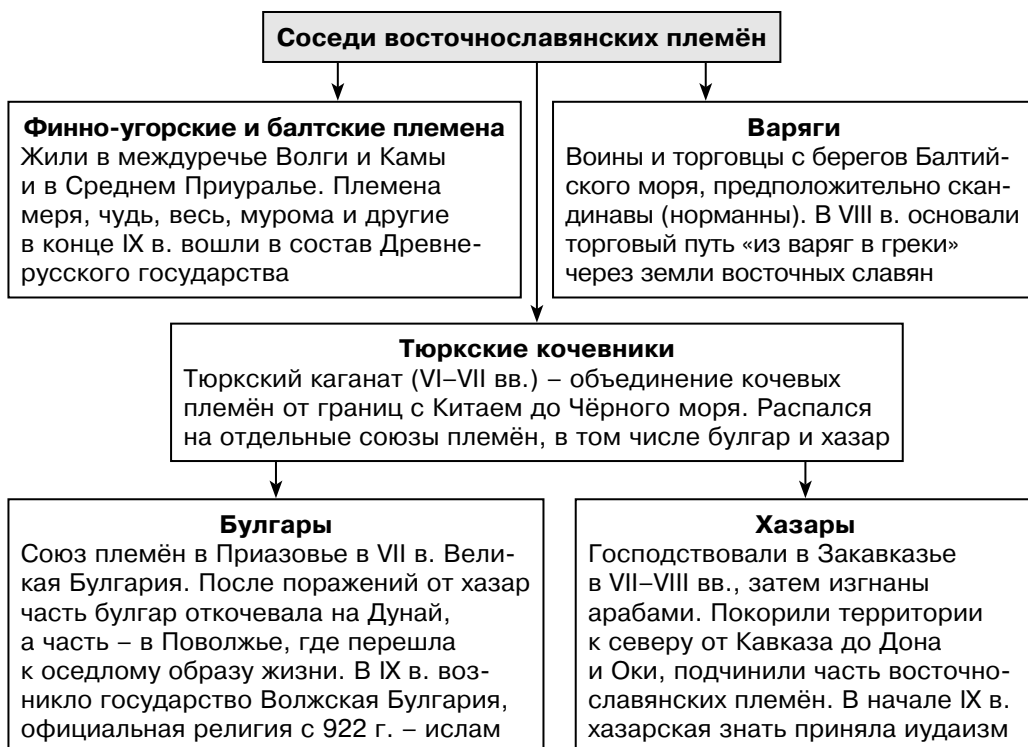 Соседи восточнославянских племён
Финно-угорские и балтские племена
Жили в междуречье Волги и Камы
и в Среднем Приуралье. Племена
меря, чудь, весь, мурома и другие
в конце IX в. вошли в состав Древне-
русского государства
Варяги
Воины и торговцы с берегов Балтий-
ского моря, предположительно скан-
динавы (норманны). В VIII в. основали
торговый путь «из варяг в греки»
через земли восточных славян
Тюркские кочевники
Тюркский каганат (VI–VII вв.) – объединение кочевых
племён от границ с Китаем до Чёрного моря. Распался
на отдельные союзы племён, в том числе булгар и хазар
Булгары
Союз племён в Приазовье в VII в. Вели-
кая Булгария. После поражений от хазар
часть булгар откочевала на Дунай,
а часть – в Поволжье, где перешла
к оседлому образу жизни. В IX в. воз-
никло государство Волжская Булгария,
официальная религия с 922 г. – ислам
Хазары
Господствовали в Закавказье
в VII–VIII вв., затем изгнаны
арабами. Покорили территории
к северу от Кавказа до Дона
и Оки, подчинили часть восточно-
славянских племён. В начале IX в.
хазарская знать приняла иудаизм